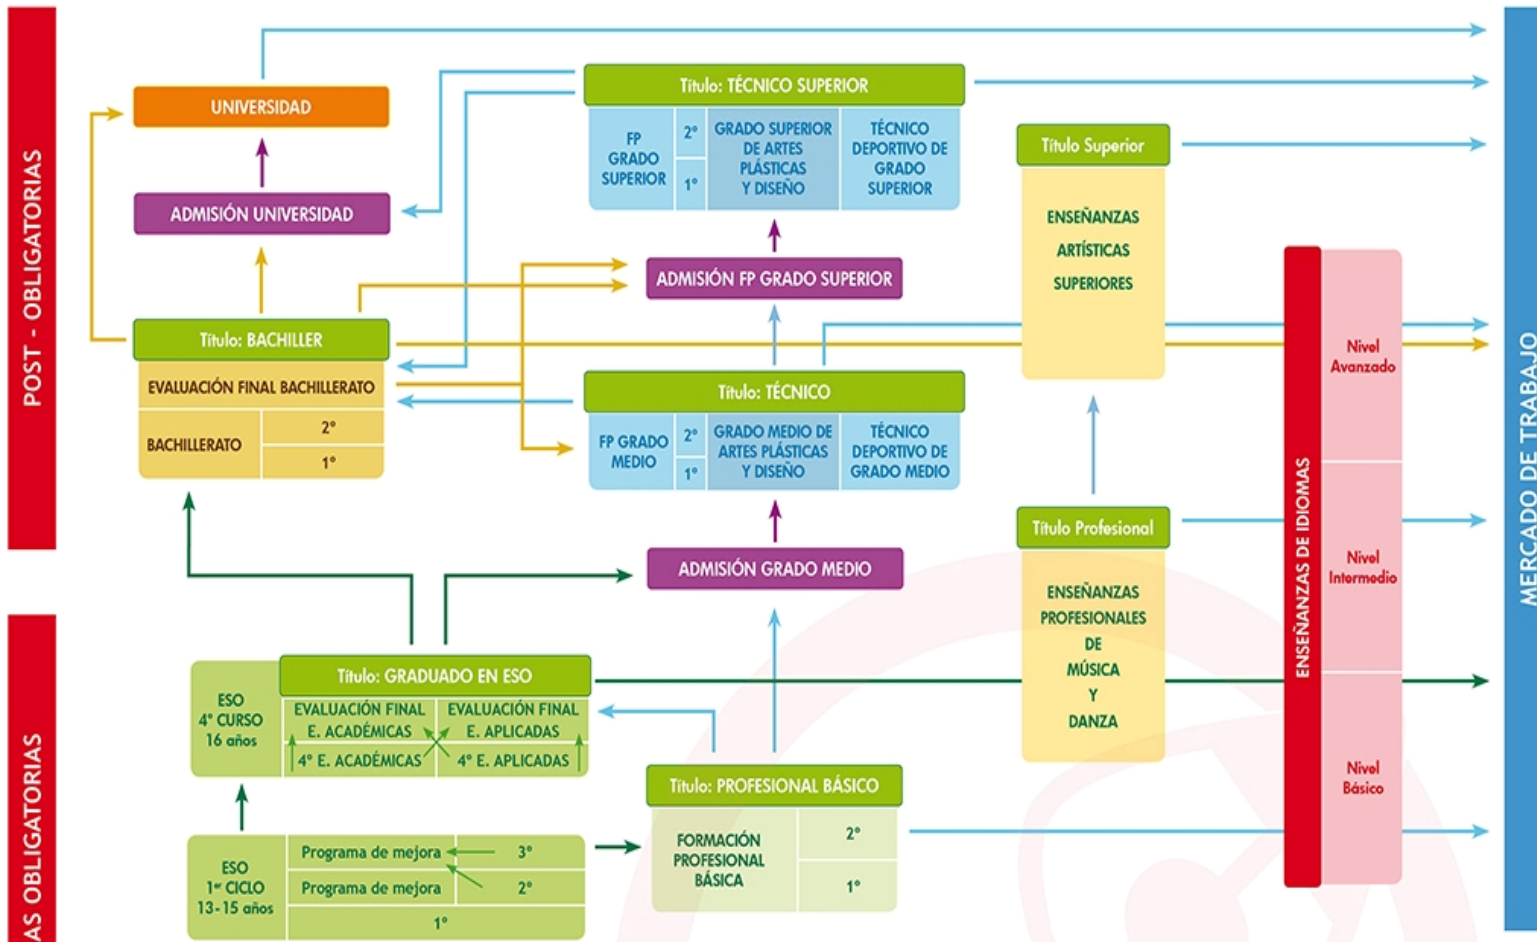 POST - OBLIGATORIAS
UNIVERSIDAD
ADMISIÓN UNIVERSIDAD
Título: BACHILLER
EVALUACIÓN FINAL BACHILLERATO
BACHILLERATO
2º
1º
Título: TÉCNICO SUPERIOR
FP
GRADO
SUPERIOR
2º
1º
GRADO SUPERIOR
DE ARTES
PLÁSTICAS
Y DISEÑO
TÉCNICO
DEPORTIVO DE
GRADO
SUPERIOR
ADMISIÓN FP GRADO SUPERIOR
Título: TÉCNICO
FP GRADO
MEDIO
2º
1º
GRADO MEDIO DE
ARTES PLÁSTICAS
Y DISEÑO
TÉCNICO
DEPORTIVO DE
GRADO MEDIO
ADMISIÓN GRADO MEDIO
Título Superior
ENSEÑANZAS
ARTÍSTICAS
SUPERIORES
Título Profesional
ENSEÑANZAS
PROFESIONALES
DE
MÚSICA
Y
DANZA
ENSEÑANZAS DE IDIOMAS
Nivel
Avanzado
Nivel
Intermedio
Nivel
Básico
MERCADO DE TRABAJO
AS OBLIGATORIAS
ESO
4º CURSO
16 años
Título: GRADUADO EN ESO
EVALUACIÓN FINAL
E. ACADÉMICAS
EVALUACIÓN FINAL
E. APLICADAS
4º E. ACADÉMICAS
4º E. APLICADAS
ESO
1er CICLO
13-15 años
Programa de mejora
3º
Programa de mejora
2º
1º
Título: PROFESIONAL BÁSICO
FORMACIÓN
PROFESIONAL
BÁSICA
2º
1º